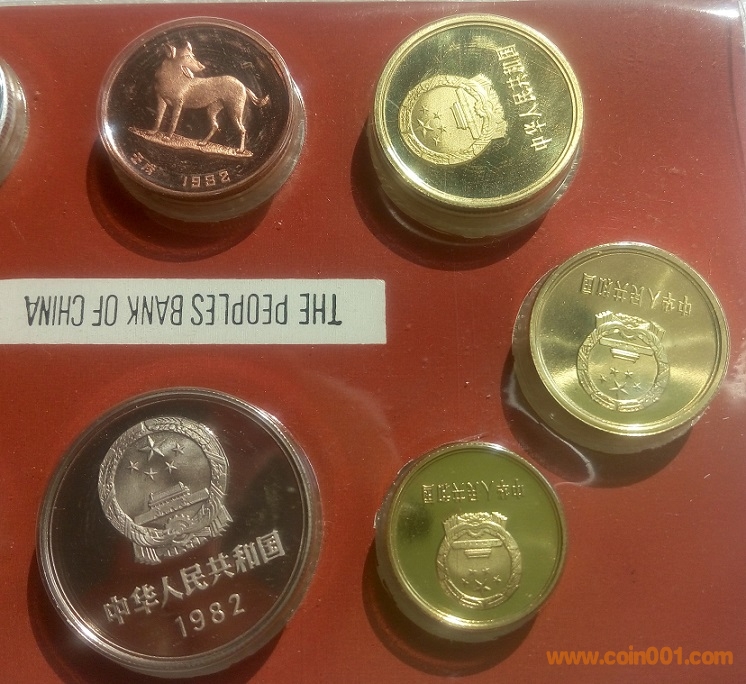 壬戌 1982
中华人民共和国
中华人民共和国
THE PEOPLES BANK OF CHINA
中华人民共和国
1982
中华人民共和国
www.coin001.com